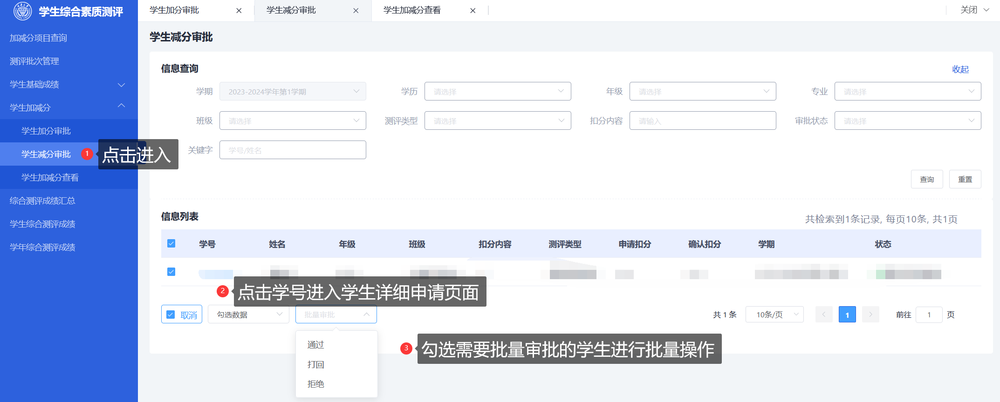 学生综合素质测评
学生加分审批
学生减分审批
学生加减分查看
关闭
加减分项目查询
测评批次管理
学生基础成绩
学生加减分
学生加分审批
学生减分审批
学生加减分查看
综合测评成绩汇总
学生综合测评成绩
学年综合测评成绩
1 点击进入
学生减分审批
信息查询
收起
学期 2023-2024学年第1学期 学历 请选择 年级 请选择 专业 请选择
班级 请选择 测评类型 请选择 扣分内容 请输入 审批状态 请选择
关键字 学号/姓名
查询 重置
信息列表
共检索到1条记录, 每页10条, 共1页
学号 姓名 年级 班级 扣分内容 测评类型 申请扣分 确认扣分 学期 状态
2 点击学号进入学生详细申请页面
取消 勾选数据 批量审批
共 1 条 10条/页 1 前往 1 页
通过
打回
拒绝
3 勾选需要批量审批的学生进行批量操作